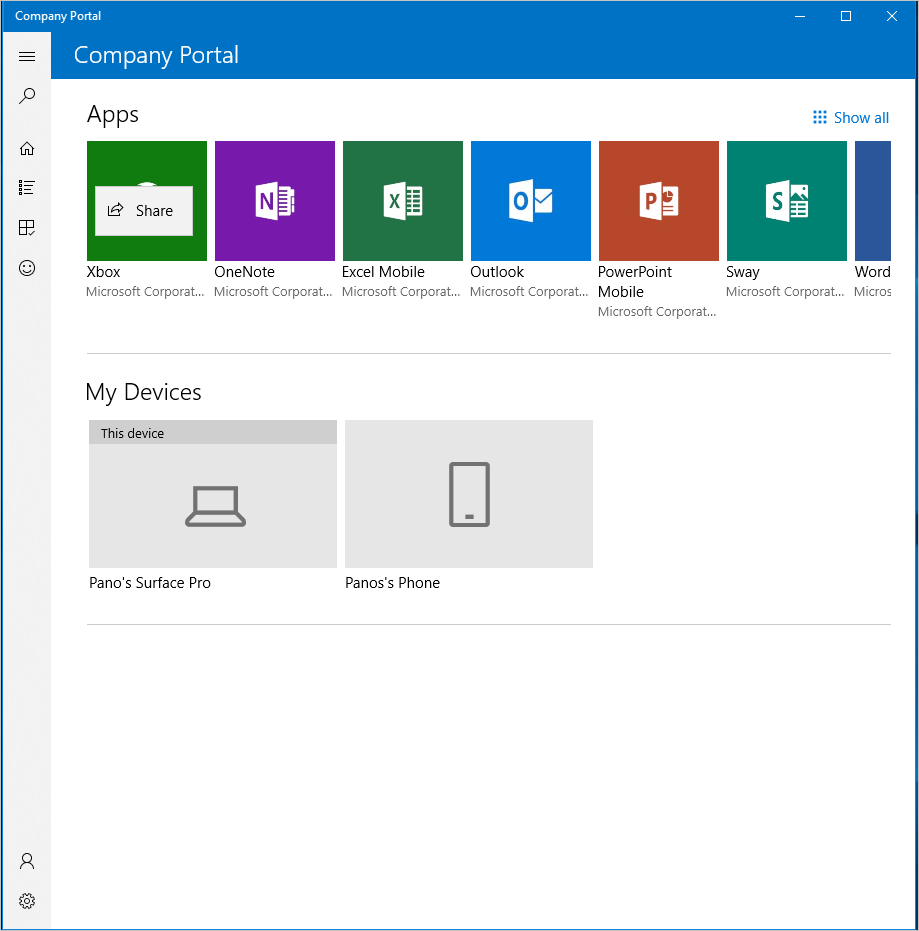 Company Portal
Company Portal
Apps
Show all
Share
N
X
O
P
S
Xbox
OneNote
Excel Mobile
Outlook
PowerPoint
Mobile
Sway
Word
Microsoft Corporat...
Microsoft Corporat...
Microsoft Corporat...
Microsoft Corporat...
Microsoft Corporat...
Microsoft Corporat...
Micros
My Devices
This device
Pano's Surface Pro
Panos's Phone